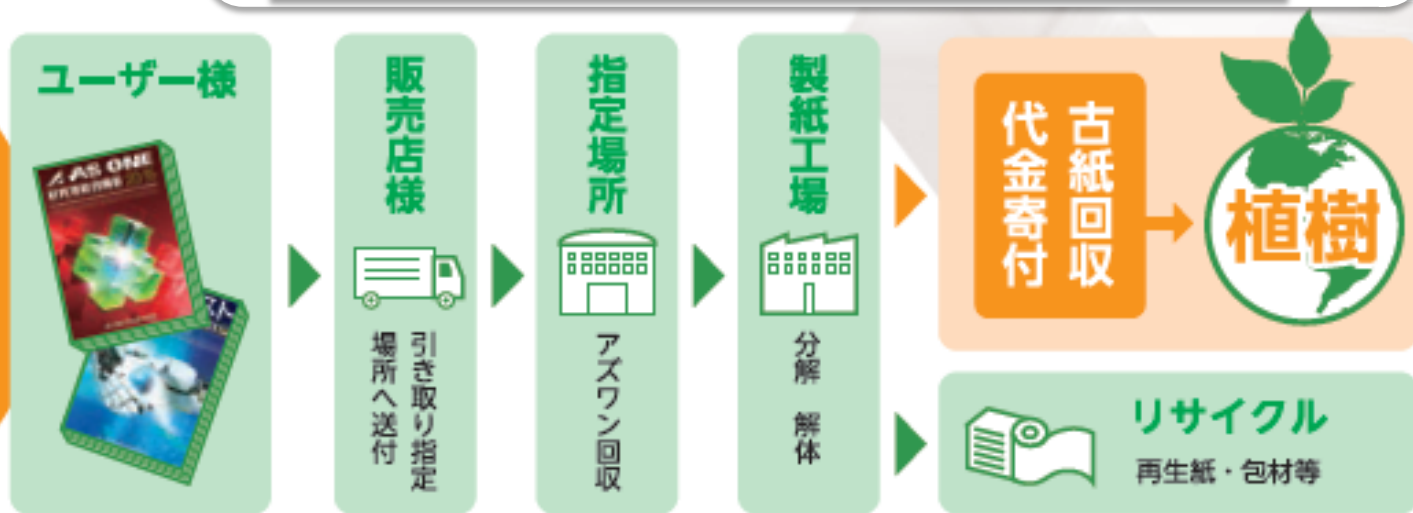 ユーザー様
AS ONE
販売店様
引き取り指定
場所へ送付
指定場所
アズワン回収
製紙工場
分解 解体
古紙回収
代金寄付
植樹
リサイクル
再生紙・包材等